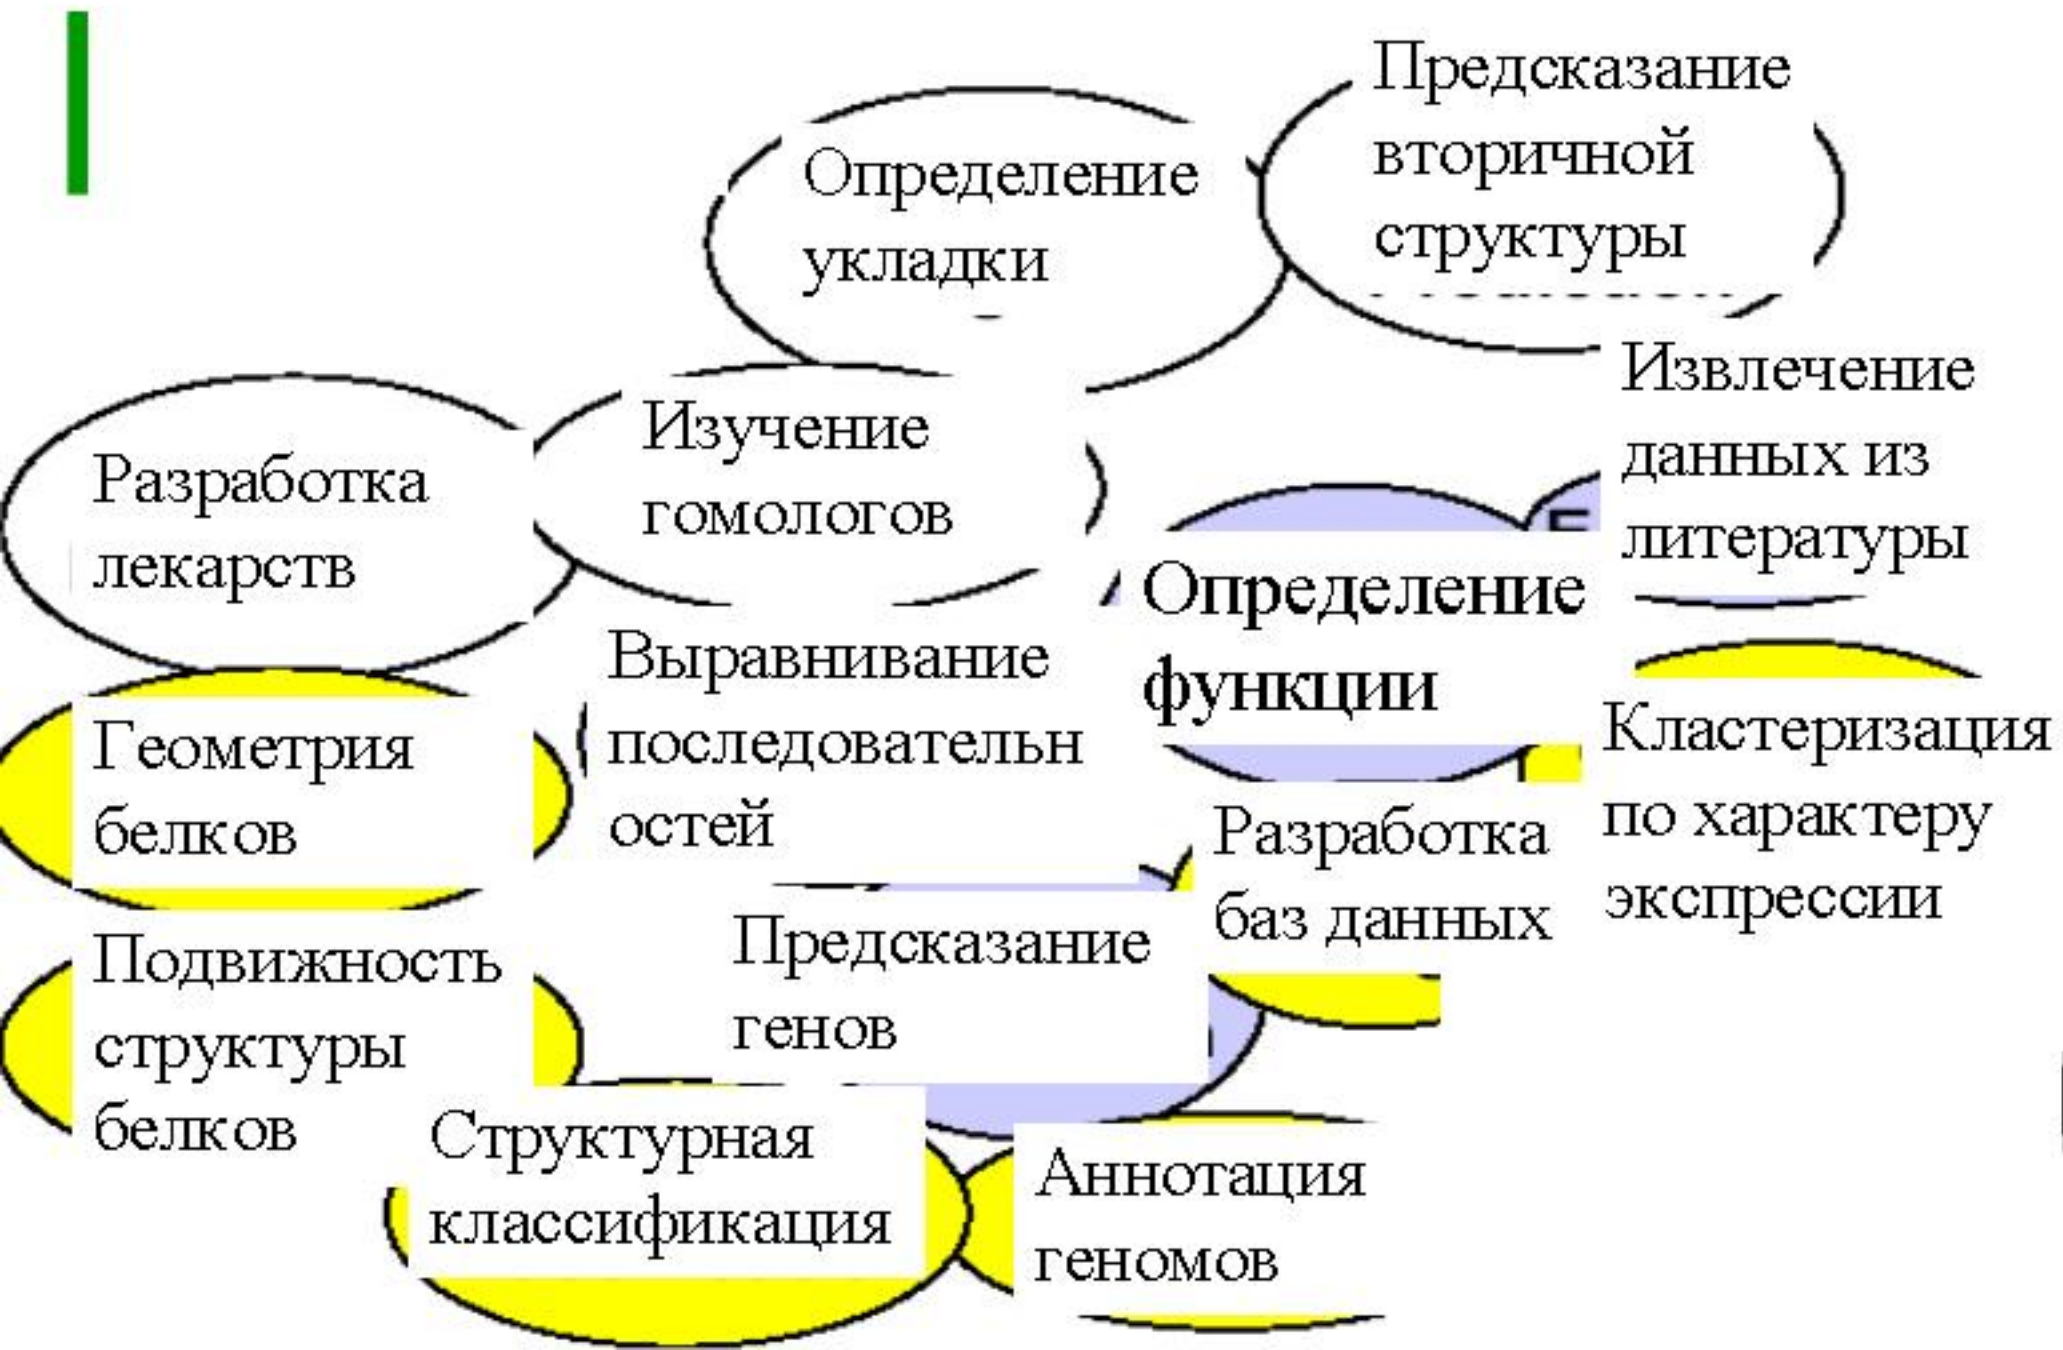 Предсказание
вторичной
структуры
Определение
укладки
Извлечение
данных из
литературы
Изучение
гомологов
Разработка
лекарств
Определение
функции
Выравнивание
последовательн
остей
Кластеризация
по характеру
экспрессии
Геометрия
белков
Разработка
баз данных
Предсказание
генов
Подвижность
структуры
белков
Структурная
классификация
Аннотация
геномов